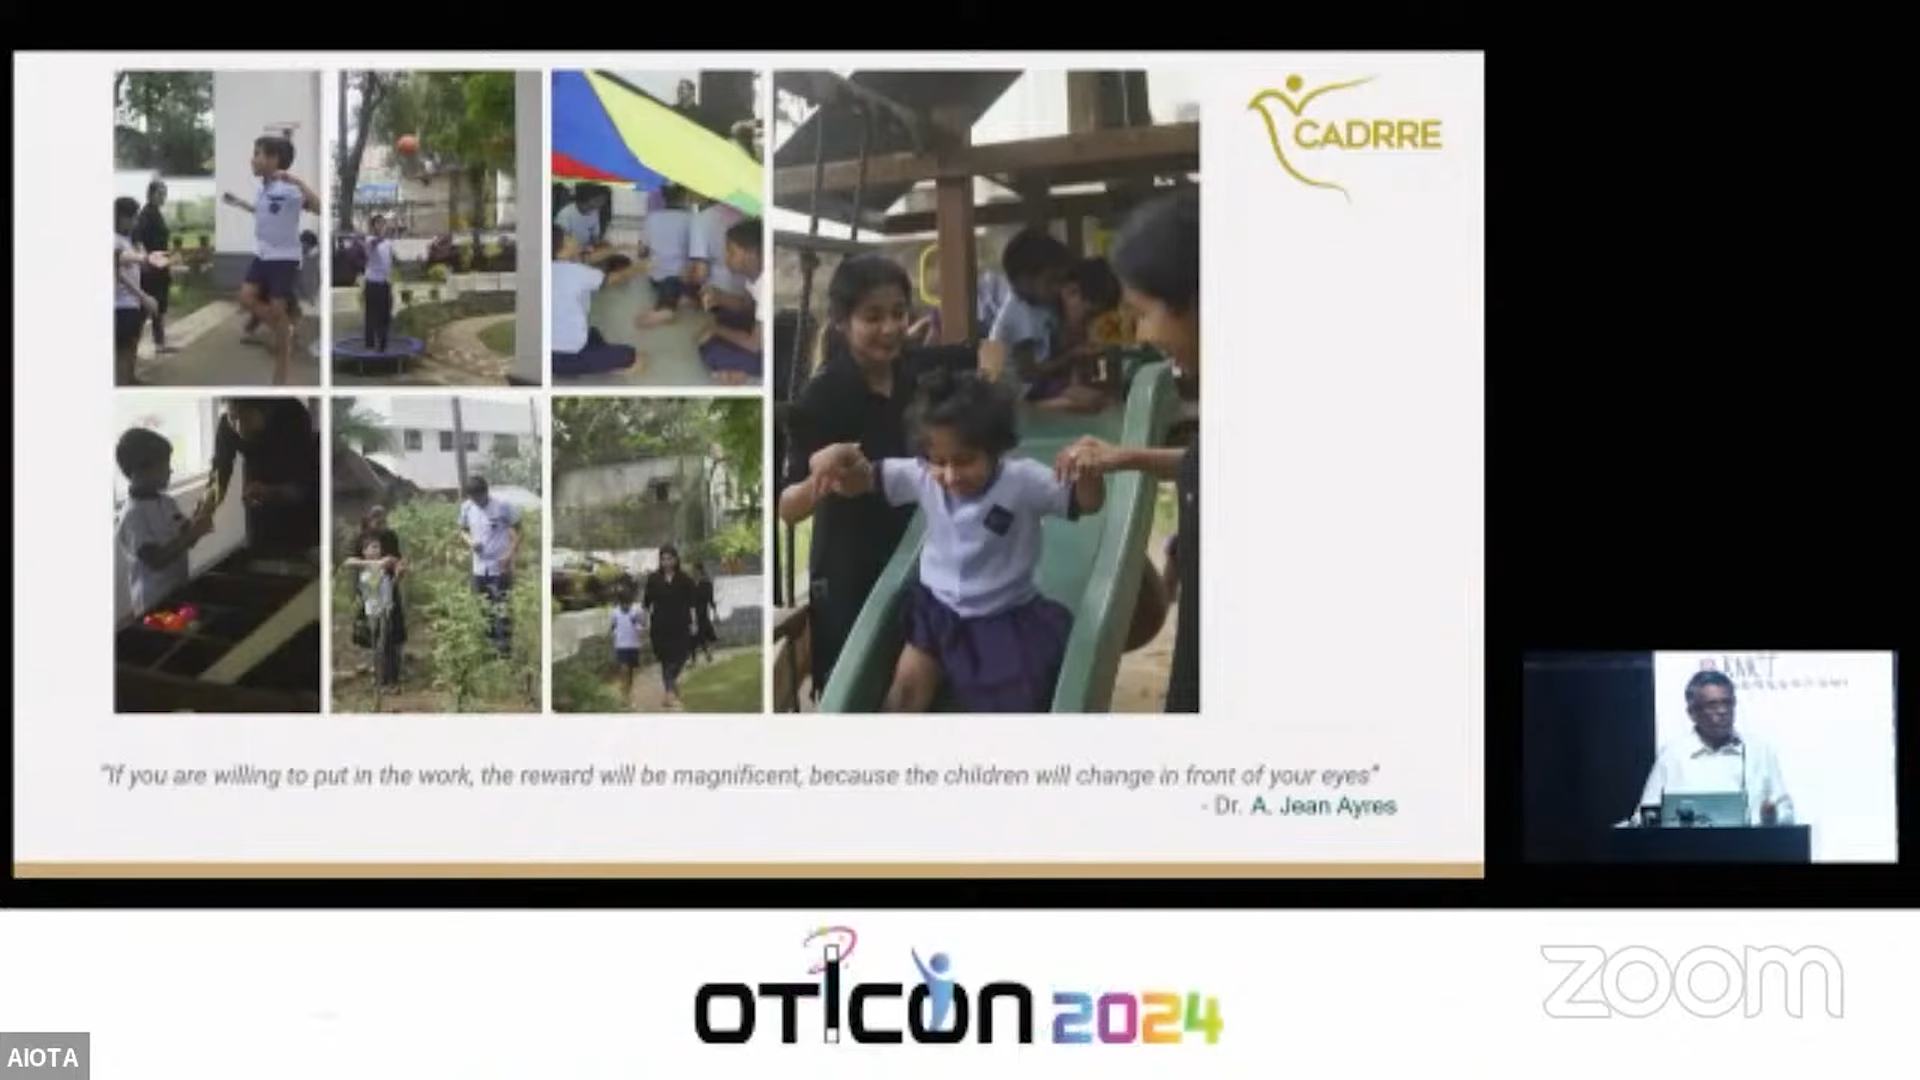 CADRRE
"If you are willing to put in the work, the reward will be magnificent, because the children will change in front of your eyes"
- Dr. A. Jean Ayres
OTICON 2024
zoom
AIOTA